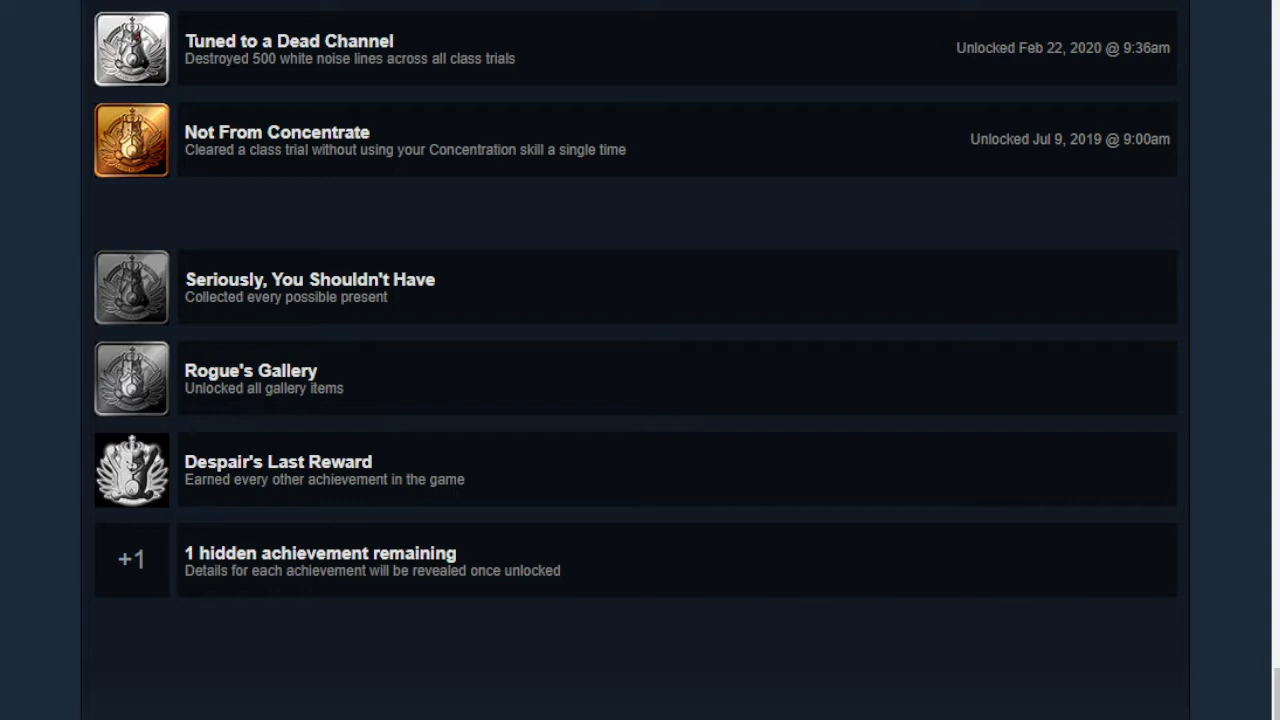 Tuned to a Dead Channel
Destroyed 500 white noise lines across all class trials
Unlocked Feb 22, 2020 @ 9:36am
Not From Concentrate
Cleared a class trial without using your Concentration skill a single time
Unlocked Jul 9, 2019 @ 9:00am
Seriously, You Shouldn't Have
Collected every possible present
Rogue's Gallery
Unlocked all gallery items
Despair's Last Reward
Earned every other achievement in the game
+1
1 hidden achievement remaining
Details for each achievement will be revealed once unlocked